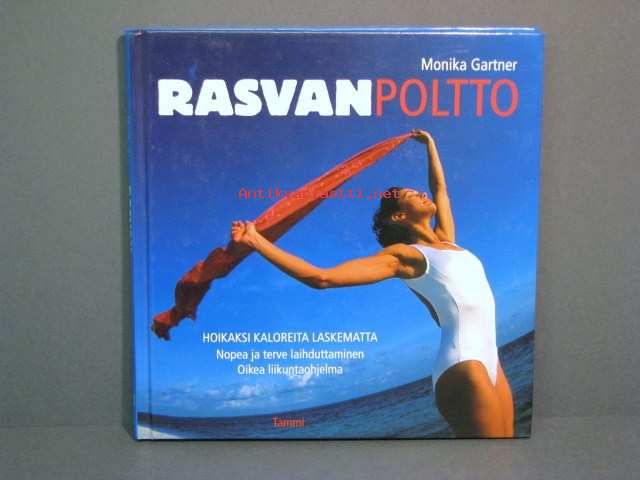 Monika Gartner
RASVANPOLTTO
Antikvariaatti.net
HOIKAKSI KALOREITA LASKEMATTA
Nopea ja terve laihduttaminen
Oikea liikuntaohjelma
Tammi